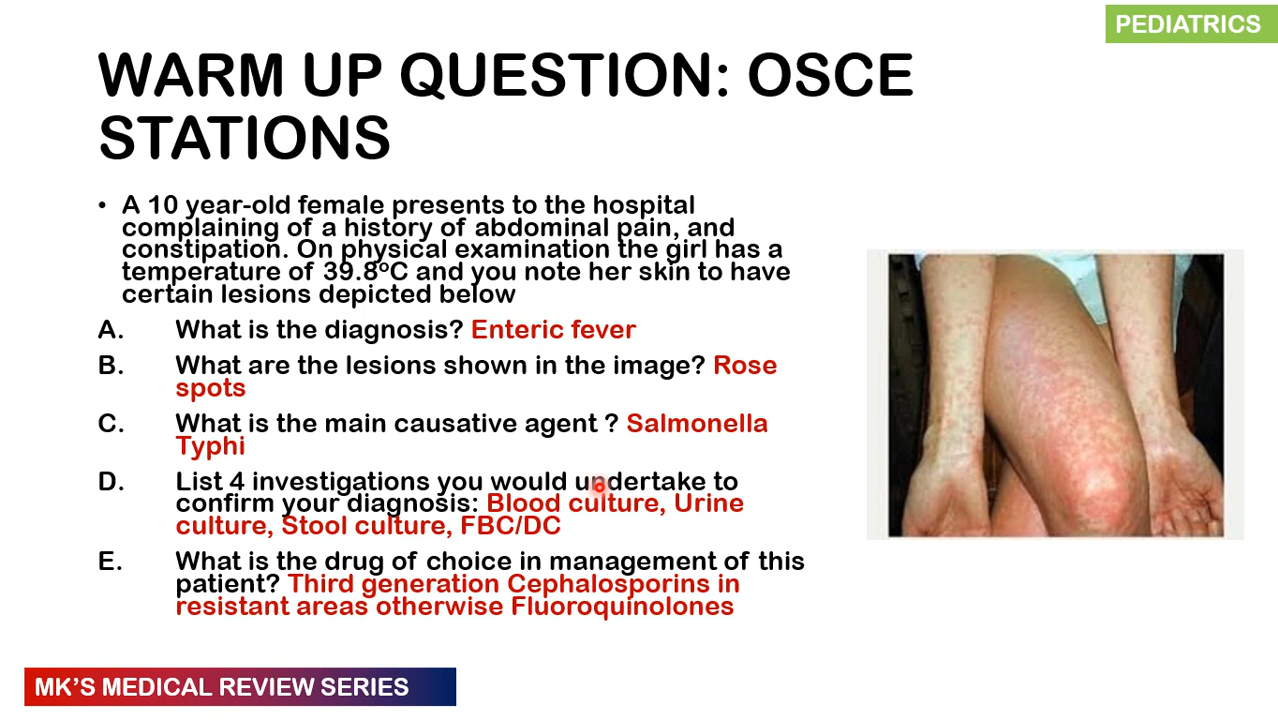 PEDIATRICS
WARM UP QUESTION: OSCE
STATIONS
• A 10 year-old female presents to the hospital
complaining of a history of abdominal pain, and
constipation. On physical examination the girl has a
temperature of 39.8ºC and you note her skin to have
certain lesions depicted below
A. What is the diagnosis? Enteric fever
B. What are the lesions shown in the image? Rose
spots
C. What is the main causative agent ? Salmonella
Typhi
D. List 4 investigations you would undertake to
confirm your diagnosis: Blood culture, Urine
culture, Stool culture, FBC/DC
E. What is the drug of choice in management of this
patient? Third generation Cephalosporins in
resistant areas otherwise Fluoroquinolones
MK'S MEDICAL REVIEW SERIES